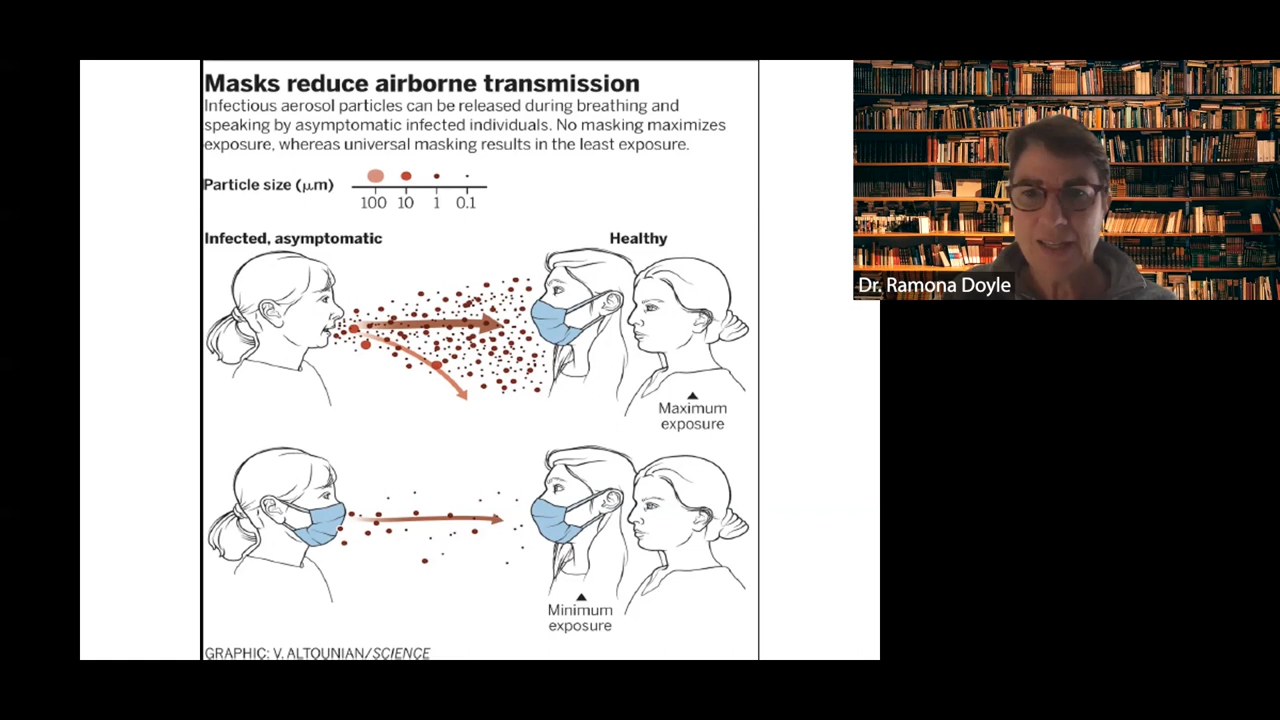 Masks reduce airborne transmission
Infectious aerosol particles can be released during breathing and
speaking by asymptomatic infected individuals. No masking maximizes
exposure, whereas universal masking results in the least exposure.
Particle size (μm)
100 10 1 0.1
Infected, asymptomatic
Healthy
Maximum
exposure
Minimum
exposure
GRAPHIC: V. ALTOUNIAN/SCIENCE
Dr. Ramona Doyle